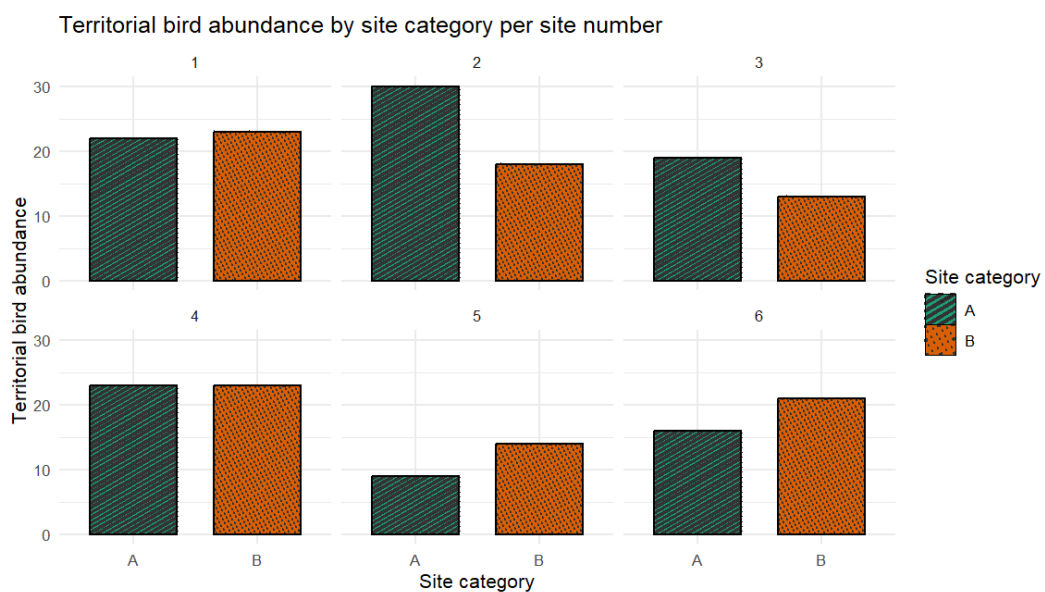 Territorial bird abundance by site category per site number
1 2 3
30
20
10
0
4 5 6
30
20
10
0
A B A B A B
Site category
Territorial bird abundance
Site category
A
B